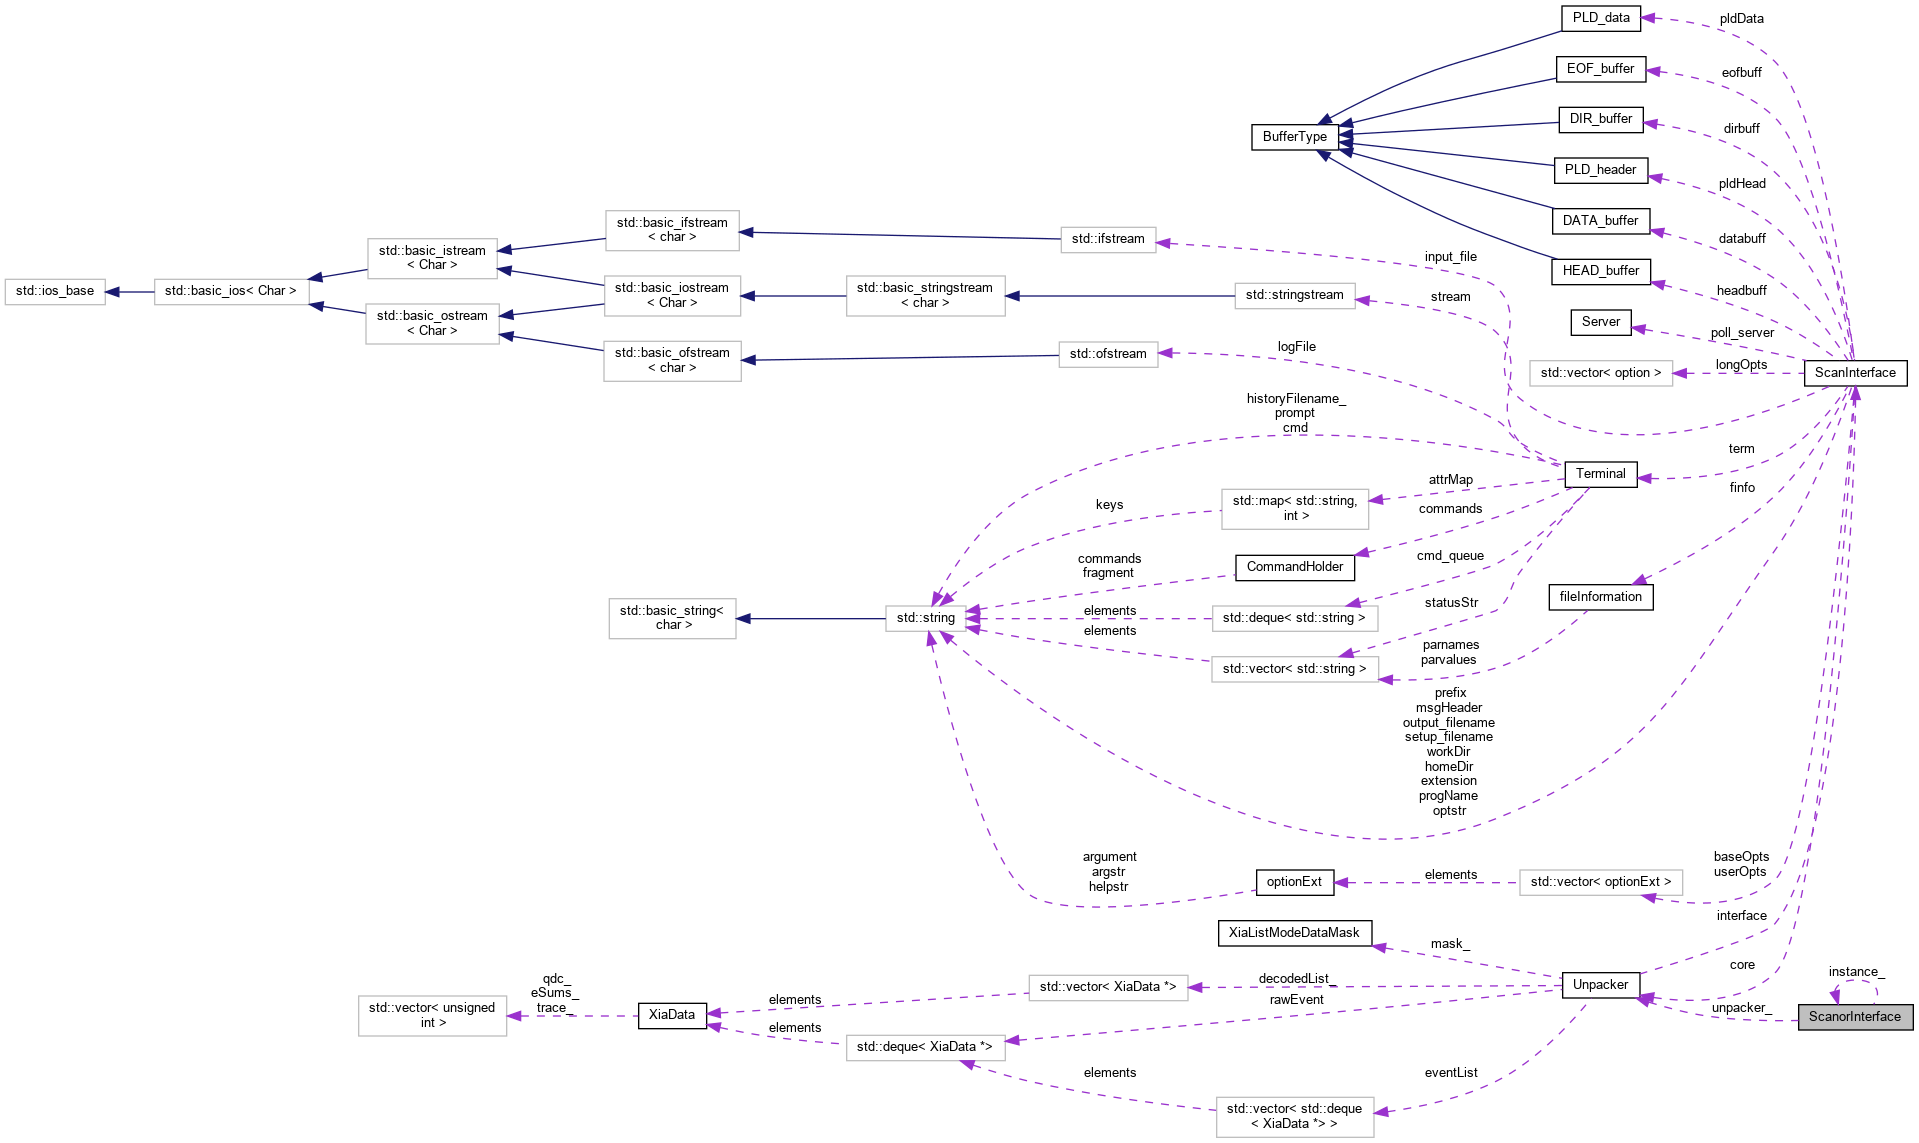 PLD_data
pldData
EOF_buffer
eofbuff
DIR_buffer
dirbuff
BufferType
PLD_header
pldHead
DATA_buffer
databuff
HEAD_buffer
headbuff
std::basic_ifstream
< char >
std::ifstream
input_file
std::basic_istream
< Char >
std::ios_base
std::basic_ios< Char >
std::basic_iostream
< Char >
std::basic_stringstream
< char >
std::stringstream
stream
std::basic_ostream
< Char >
Server
poll_server
std::basic_ofstream
< char >
std::ofstream
logFile
std::vector< option >
longOpts
ScanInterface
historyFilename_
prompt
cmd
Terminal
term
attrMap
finfo
keys
std::map< std::string,
int >
commands
commands
fragment
CommandHolder
cmd_queue
fileInformation
std::basic_string<
char >
std::string
elements
std::deque< std::string >
statusStr
elements
std::vector< std::string >
parnames
parvalues
prefix
msgHeader
output_filename
setup_filename
workDir
homeDir
extension
progName
optstr
argument
argstr
helpstr
optionExt
elements
std::vector< optionExt >
baseOpts
userOpts
XiaListModeDataMask
mask_
interface
core
Unpacker
instance_
unpacker_
ScanorInterface
std::vector< unsigned
int >
qdc_
eSums_
trace_
XiaData
elements
std::vector< XiaData *>
decodedList_
rawEvent
elements
std::deque< XiaData *>
elements
eventList
std::vector< std::deque
< XiaData *> >